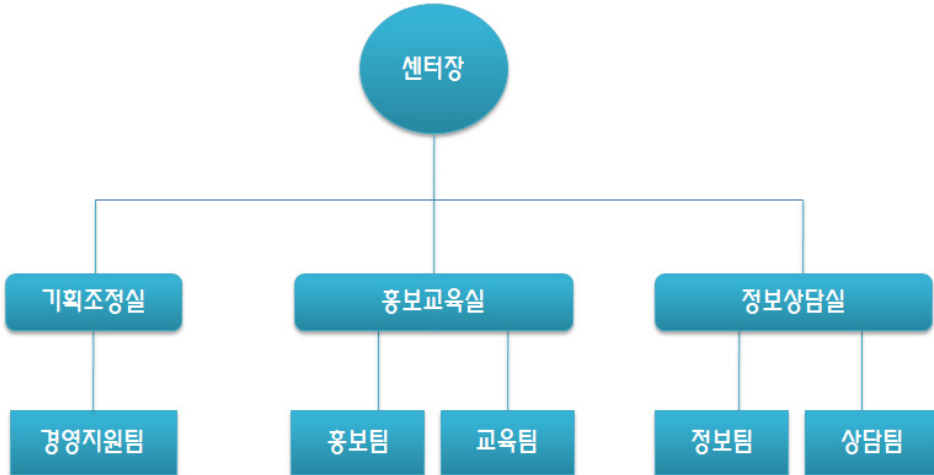 센터장
기획조정실
홍보교육실
정보상담실
경영지원팀
홍보팀
교육팀
정보팀
상담팀